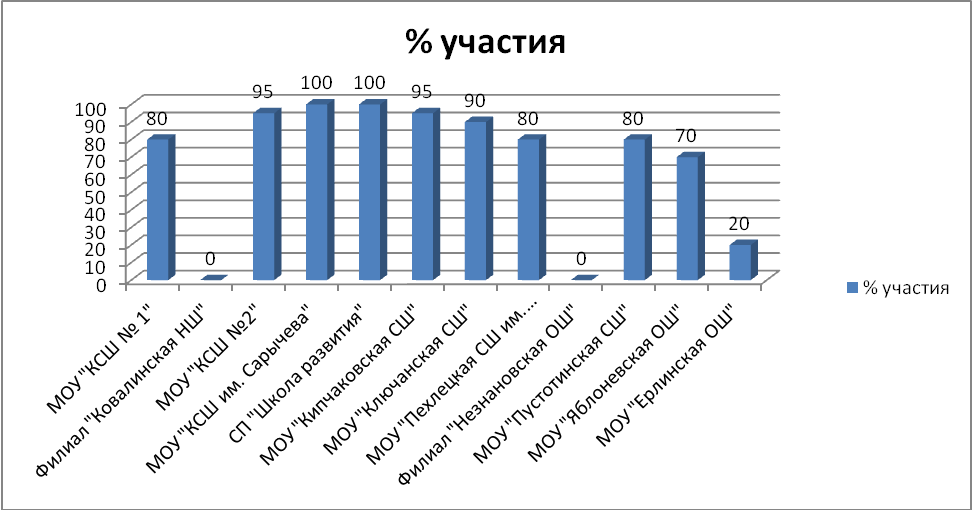 % участия
80
0
95
100
100
95
90
80
0
80
70
20
100
90
80
70
60
50
40
30
20
10
0
МОУ "КСШ № 1"
Филиал "Ковалинская НШ"
МОУ "КСШ №2"
МОУ "КСШ им. Сарычева"
СП "Школа развития"
МОУ "Кипчаковская СШ"
МОУ "Ключанская СШ"
МОУ "Пехлецкая СШ им....
Филиал "Незнановская ОШ"
МОУ "Пустотинская СШ"
МОУ "Яблоневская ОШ"
МОУ "Ерлинская ОШ"
% участия